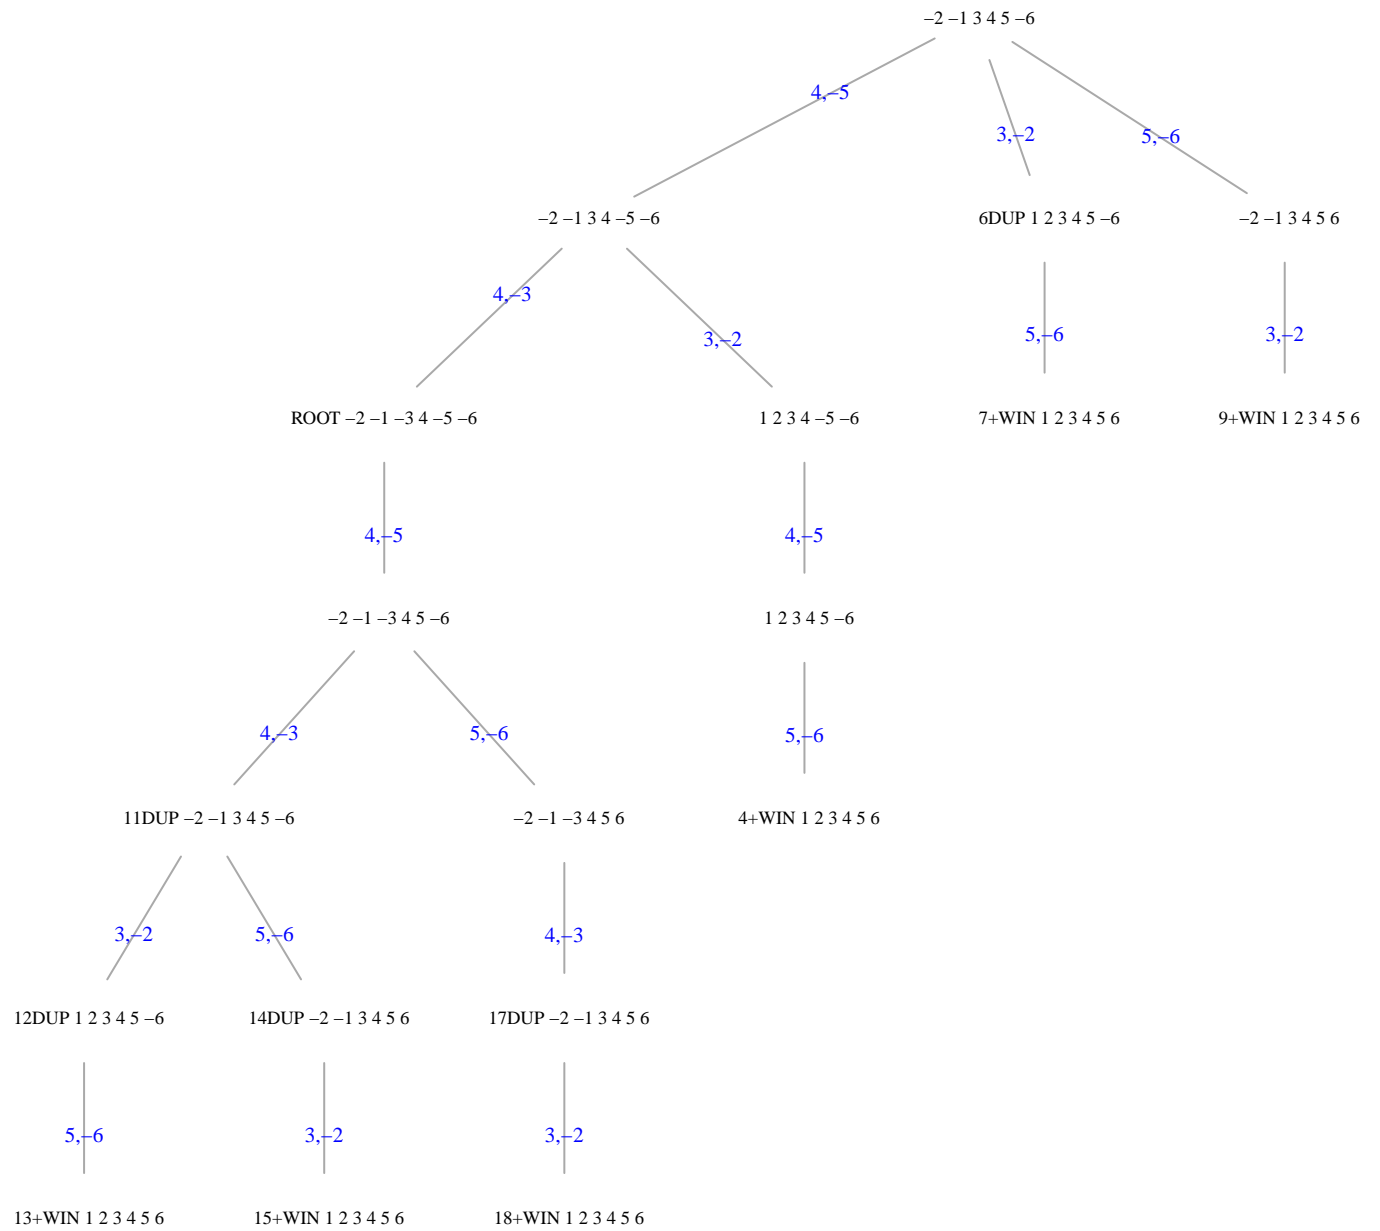 –2 –1 3 4 5 –6
4,–5
3,–2
5,–6
–2 –1 3 4 –5 –6
6DUP 1 2 3 4 5 –6
–2 –1 3 4 5 6
4,–3
3,–2
5,–6
3,–2
ROOT –2 –1 –3 4 –5 –6
1 2 3 4 –5 –6
7+WIN 1 2 3 4 5 6
9+WIN 1 2 3 4 5 6
4,–5
4,–5
–2 –1 –3 4 5 –6
1 2 3 4 5 –6
4,–3
5,–6
5,–6
11DUP –2 –1 3 4 5 –6
–2 –1 –3 4 5 6
4+WIN 1 2 3 4 5 6
3,–2
5,–6
4,–3
12DUP 1 2 3 4 5 –6
14DUP –2 –1 3 4 5 6
17DUP –2 –1 3 4 5 6
5,–6
3,–2
3,–2
13+WIN 1 2 3 4 5 6
15+WIN 1 2 3 4 5 6
18+WIN 1 2 3 4 5 6